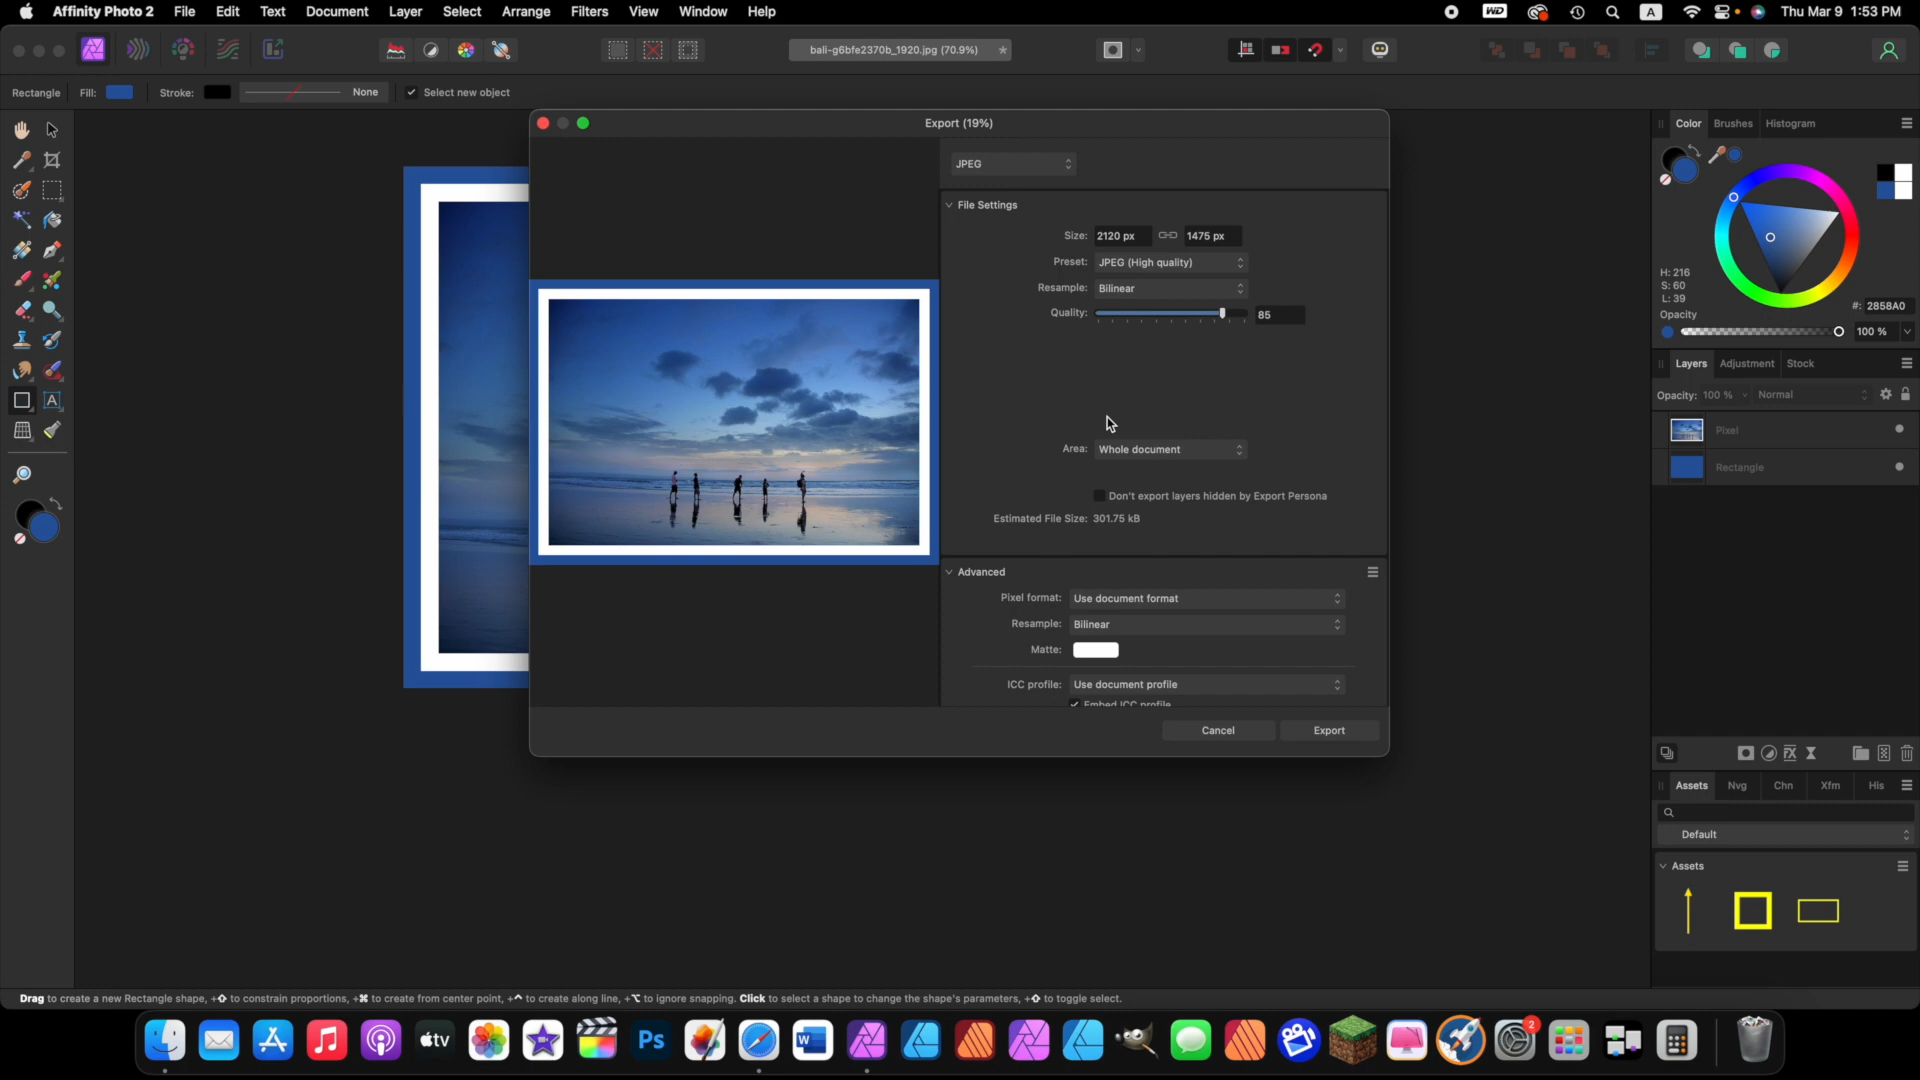 Affinity Photo 2 File Edit Text Document Layer Select Arrange Filters View Window Help
WD A Thu Mar 9 1:53 PM
bali-g6bfe2370b_1920.jpg (70.9%) *
Rectangle Fill: Stroke: None Select new object
Export (19%)
JPEG
File Settings
Size: 2120 px 1475 px
Preset: JPEG (High quality)
Resample: Bilinear
Quality: 85
Area: Whole document
Don't export layers hidden by Export Persona
Estimated File Size: 301.75 kB
Advanced
Pixel format: Use document format
Resample: Bilinear
Matte:
ICC profile: Use document profile
Embed ICC profile
Cancel Export
Color Brushes Histogram
H: 216
S: 60
L: 39
#: 2858A0
Opacity
100 %
Layers Adjustment Stock
Opacity: 100 % Normal
Pixel
Rectangle
Assets Nvg Chn Xfm His
Default
Assets
Drag to create a new Rectangle shape, +⇧ to constrain proportions, +⌘ to create from center point, +^ to create along line, +⌥ to ignore snapping. Click to select a shape to change the shape's parameters, +⇧ to toggle select.
tv Ps W 2